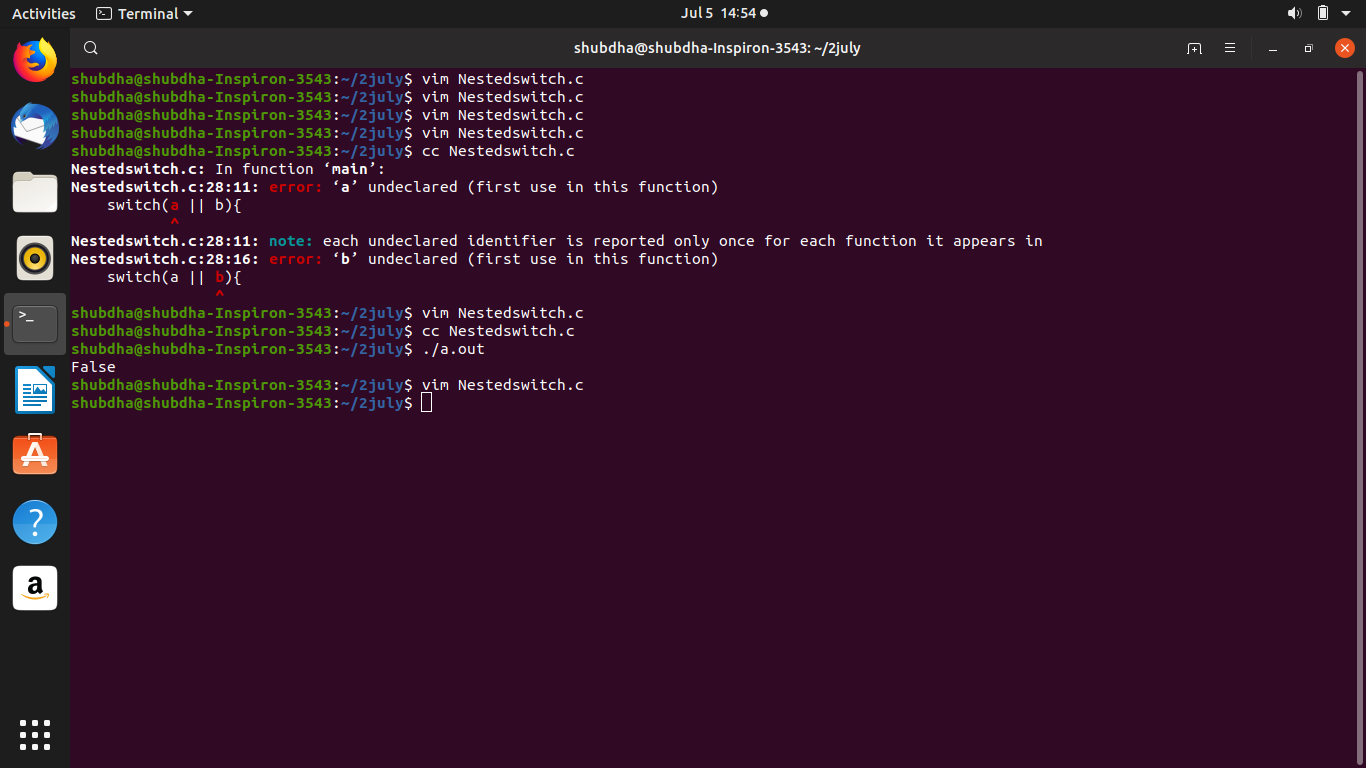 Activities Terminal Jul 5 14:54
shubdha@shubdha-Inspiron-3543: ~/2july
shubdha@shubdha-Inspiron-3543:~/2july$ vim Nestedswitch.c
shubdha@shubdha-Inspiron-3543:~/2july$ vim Nestedswitch.c
shubdha@shubdha-Inspiron-3543:~/2july$ vim Nestedswitch.c
shubdha@shubdha-Inspiron-3543:~/2july$ vim Nestedswitch.c
shubdha@shubdha-Inspiron-3543:~/2july$ cc Nestedswitch.c
Nestedswitch.c: In function ‘main’:
Nestedswitch.c:28:11: error: ‘a’ undeclared (first use in this function)
    switch(a || b){
           ^
Nestedswitch.c:28:11: note: each undeclared identifier is reported only once for each function it appears in
Nestedswitch.c:28:16: error: ‘b’ undeclared (first use in this function)
    switch(a || b){
                ^
shubdha@shubdha-Inspiron-3543:~/2july$ vim Nestedswitch.c
shubdha@shubdha-Inspiron-3543:~/2july$ cc Nestedswitch.c
shubdha@shubdha-Inspiron-3543:~/2july$ ./a.out
False
shubdha@shubdha-Inspiron-3543:~/2july$ vim Nestedswitch.c
shubdha@shubdha-Inspiron-3543:~/2july$